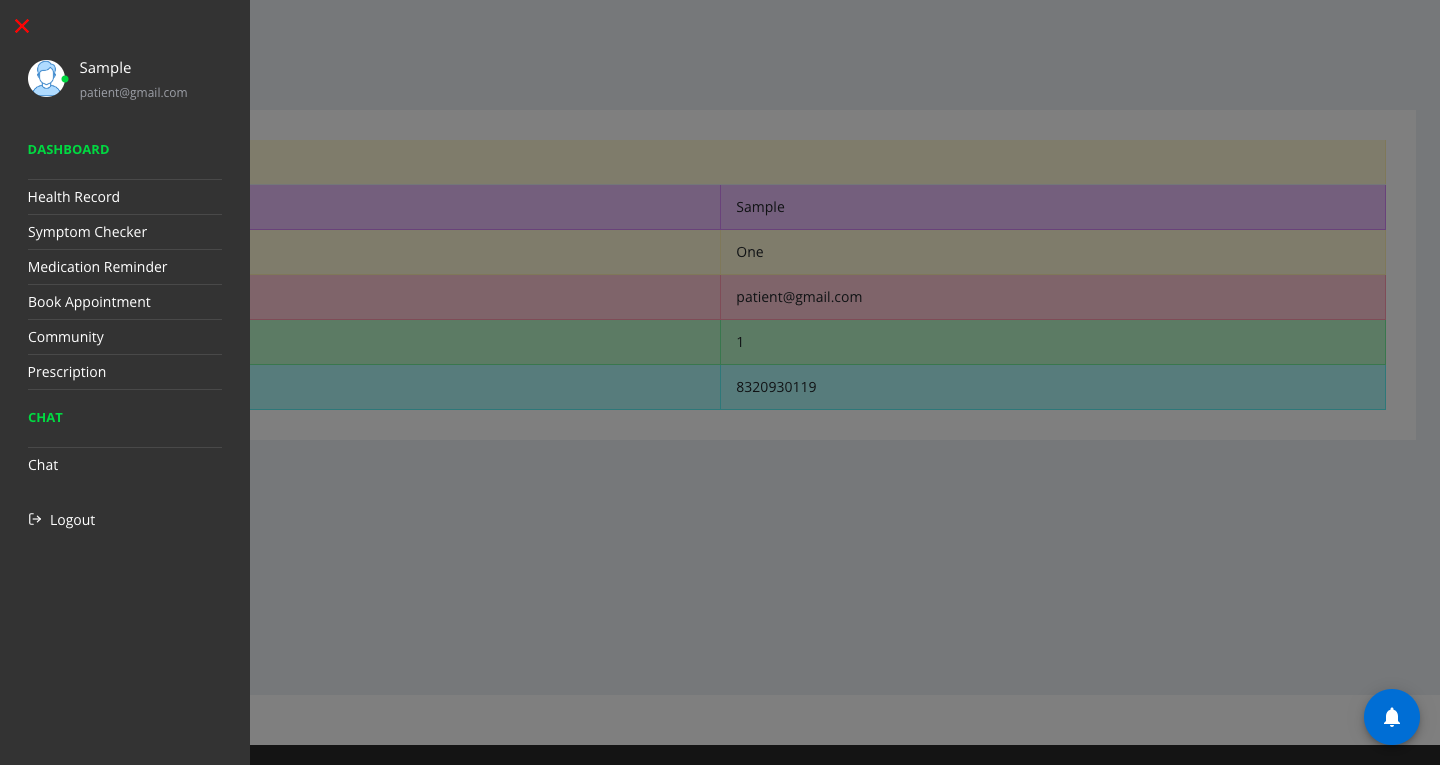 Sample
patient@gmail.com
DASHBOARD
Health Record
Symptom Checker
Medication Reminder
Book Appointment
Community
Prescription
CHAT
Chat
Logout
Sample
One
patient@gmail.com
1
8320930119